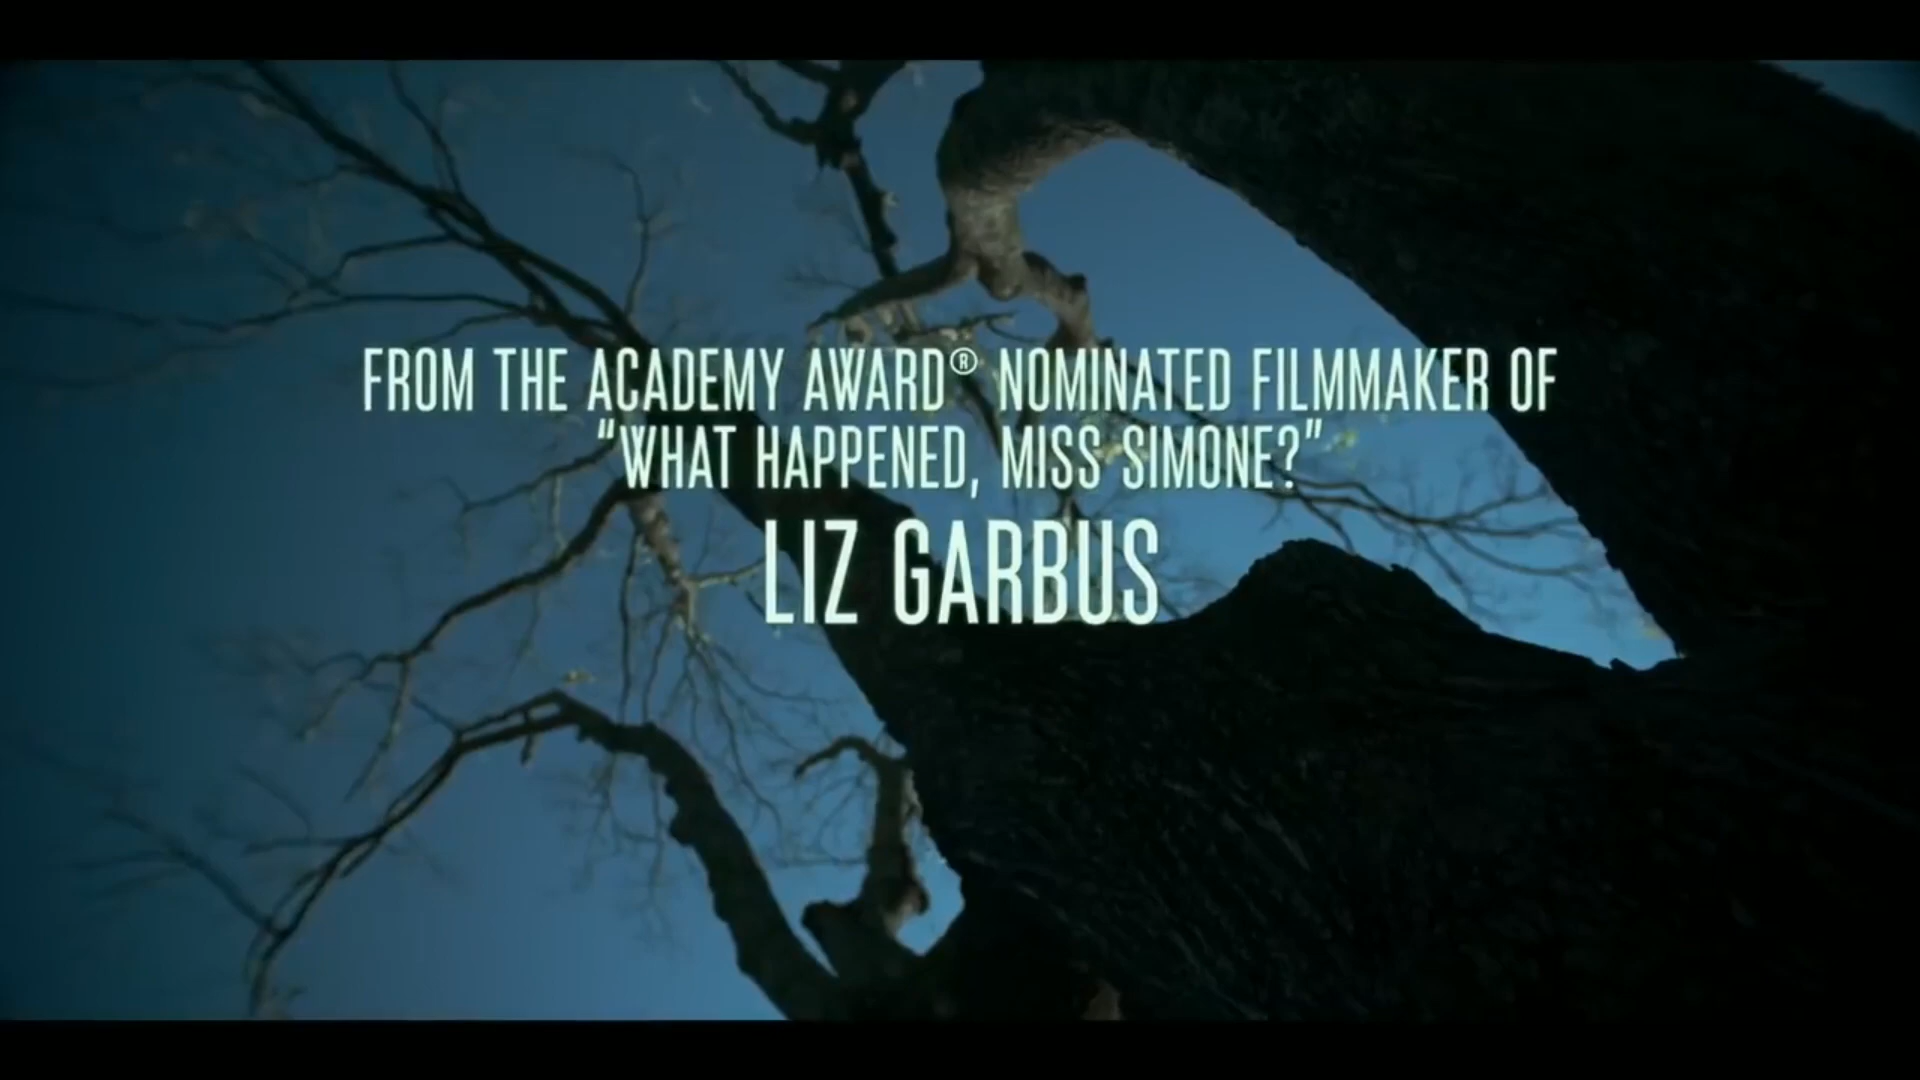 FROM THE ACADEMY AWARD® NOMINATED FILMMAKER OF
“WHAT HAPPENED, MISS SIMONE?”
LIZ GARBUS